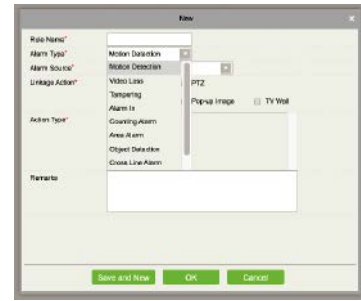 New
Rule Name*
Alarm Type* Motion Detection
Alarm Source* Motion Detection
Linkage Action* Video Loss PTZ
Tampering Pop-up Image TV Wall
Alarm In
Action Type* Counting Alarm
Area Alarm
Object Detection
Cross Line Alarm
Remarks
Save and New OK Cancel